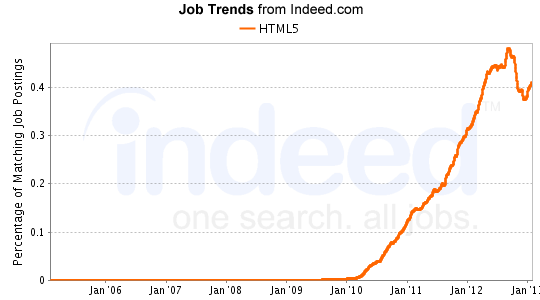 Job Trends from Indeed.com
HTML5
Percentage of Matching Job Postings
0.4
0.3
0.2
0.1
0
indeed
TM
one search. all jobs.
Jan'06 Jan'07 Jan'08 Jan'09 Jan'10 Jan'11 Jan'12